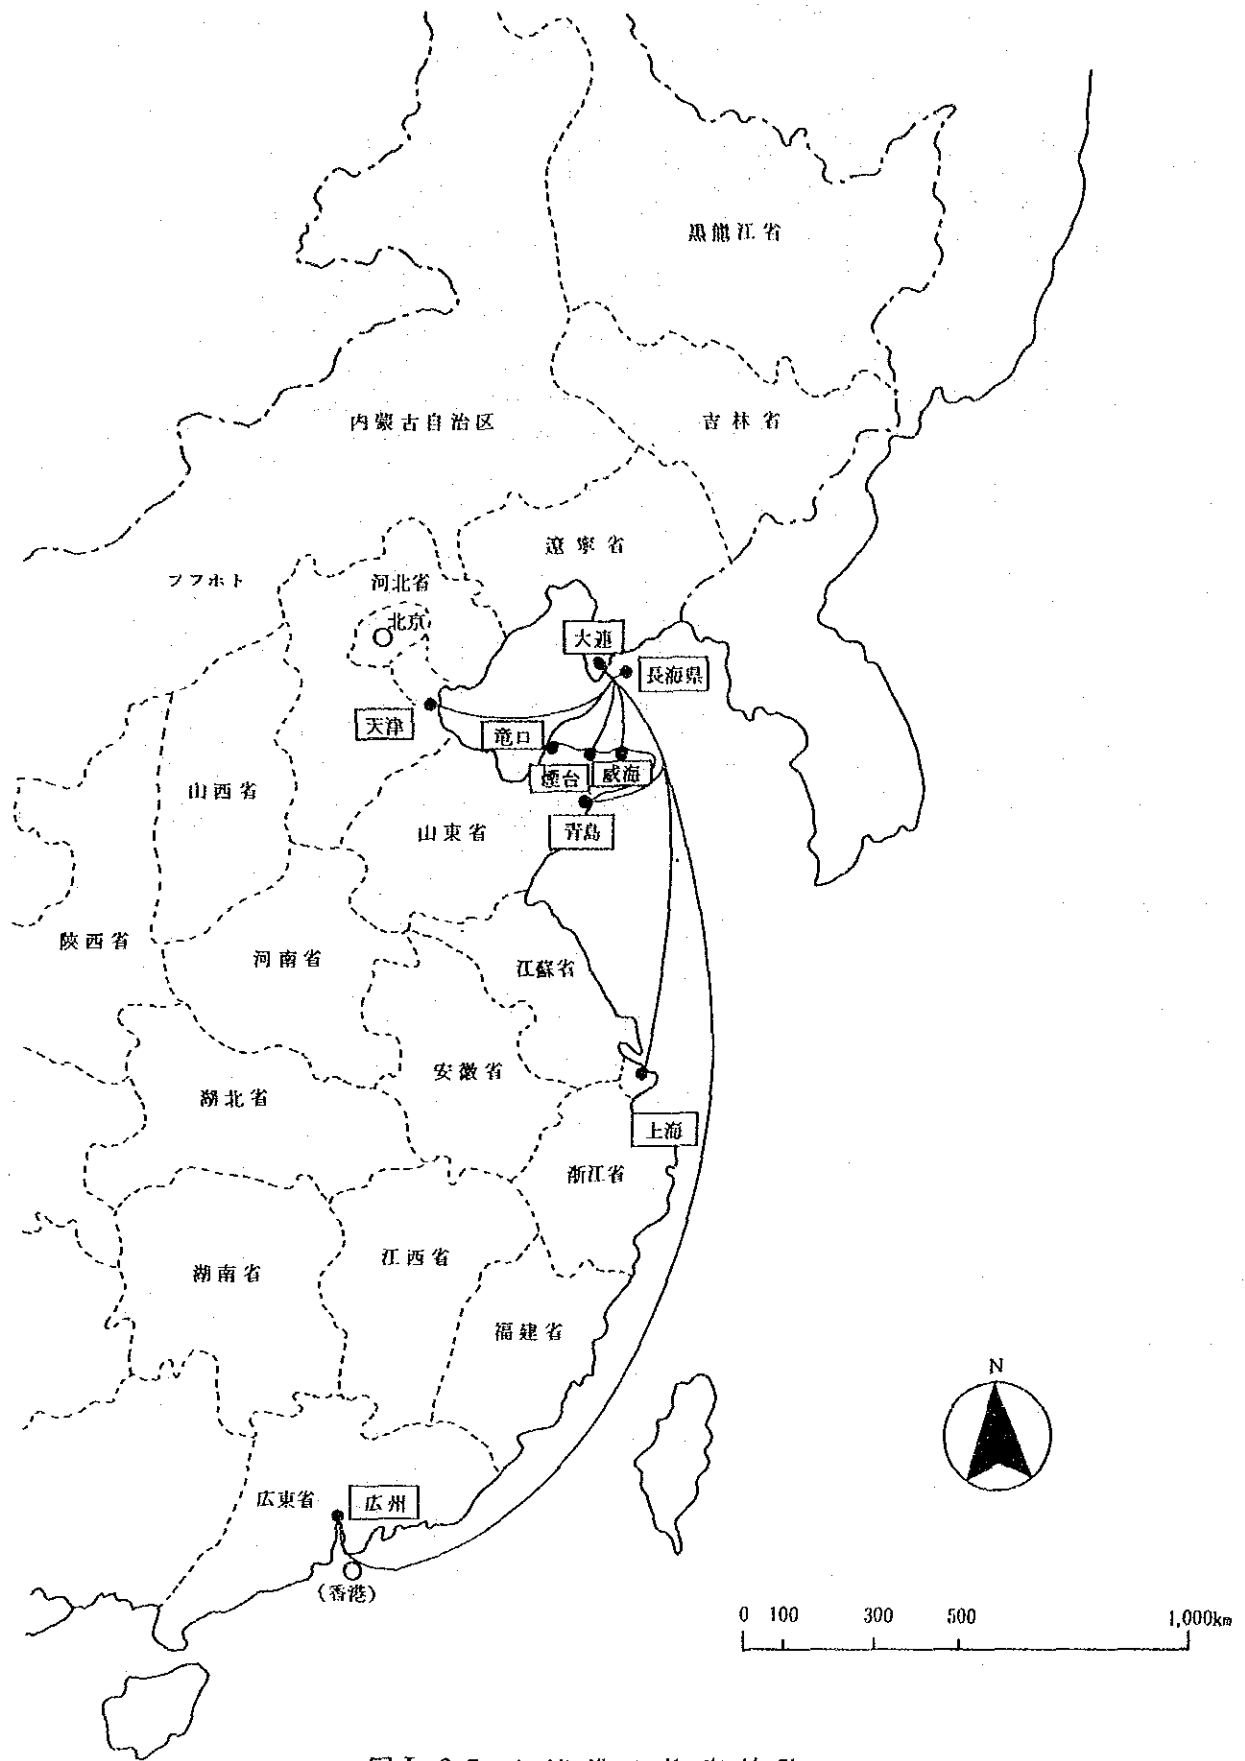 黒龍江省
内蒙古自治区
吉林省
遼寧省
フフホト
河北省
北京
大連
長海県
天津
竜口
煙台
威海
山西省
山東省
青島
陝西省
河南省
江蘇省
安徽省
湖北省
上海
浙江省
江西省
湖南省
福建省
N
広東省
広州
(香港)
0 100 300 500 1,000km